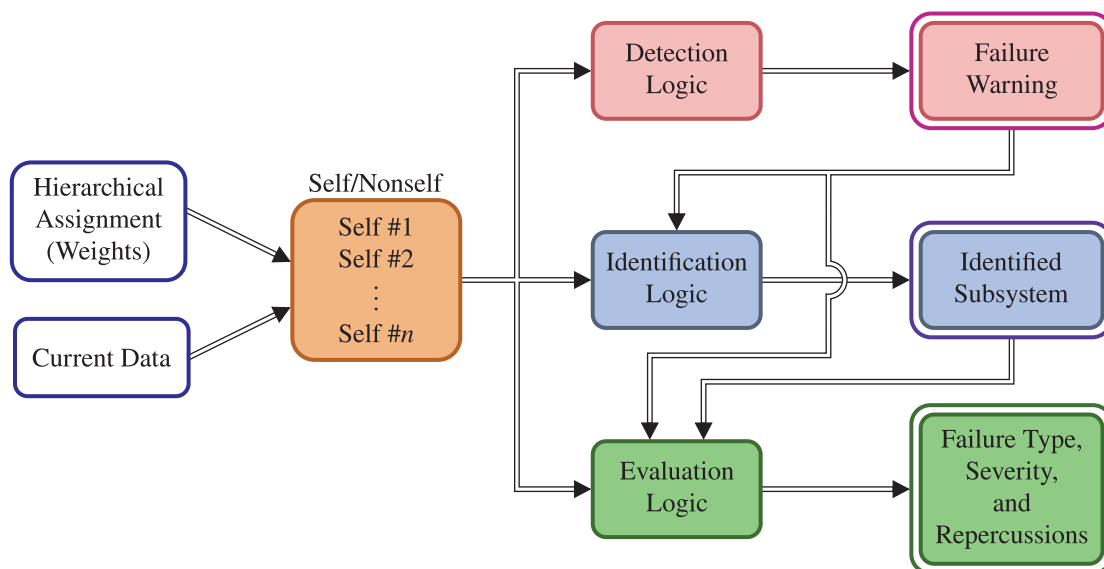 Detection
Logic
Failure
Warning
Hierarchical
Assignment
(Weights)
Current Data
Self/Nonself
Self #1
Self #2
⋮
Self #n
Identification
Logic
Identified
Subsystem
Evaluation
Logic
Failure Type,
Severity,
and
Repercussions